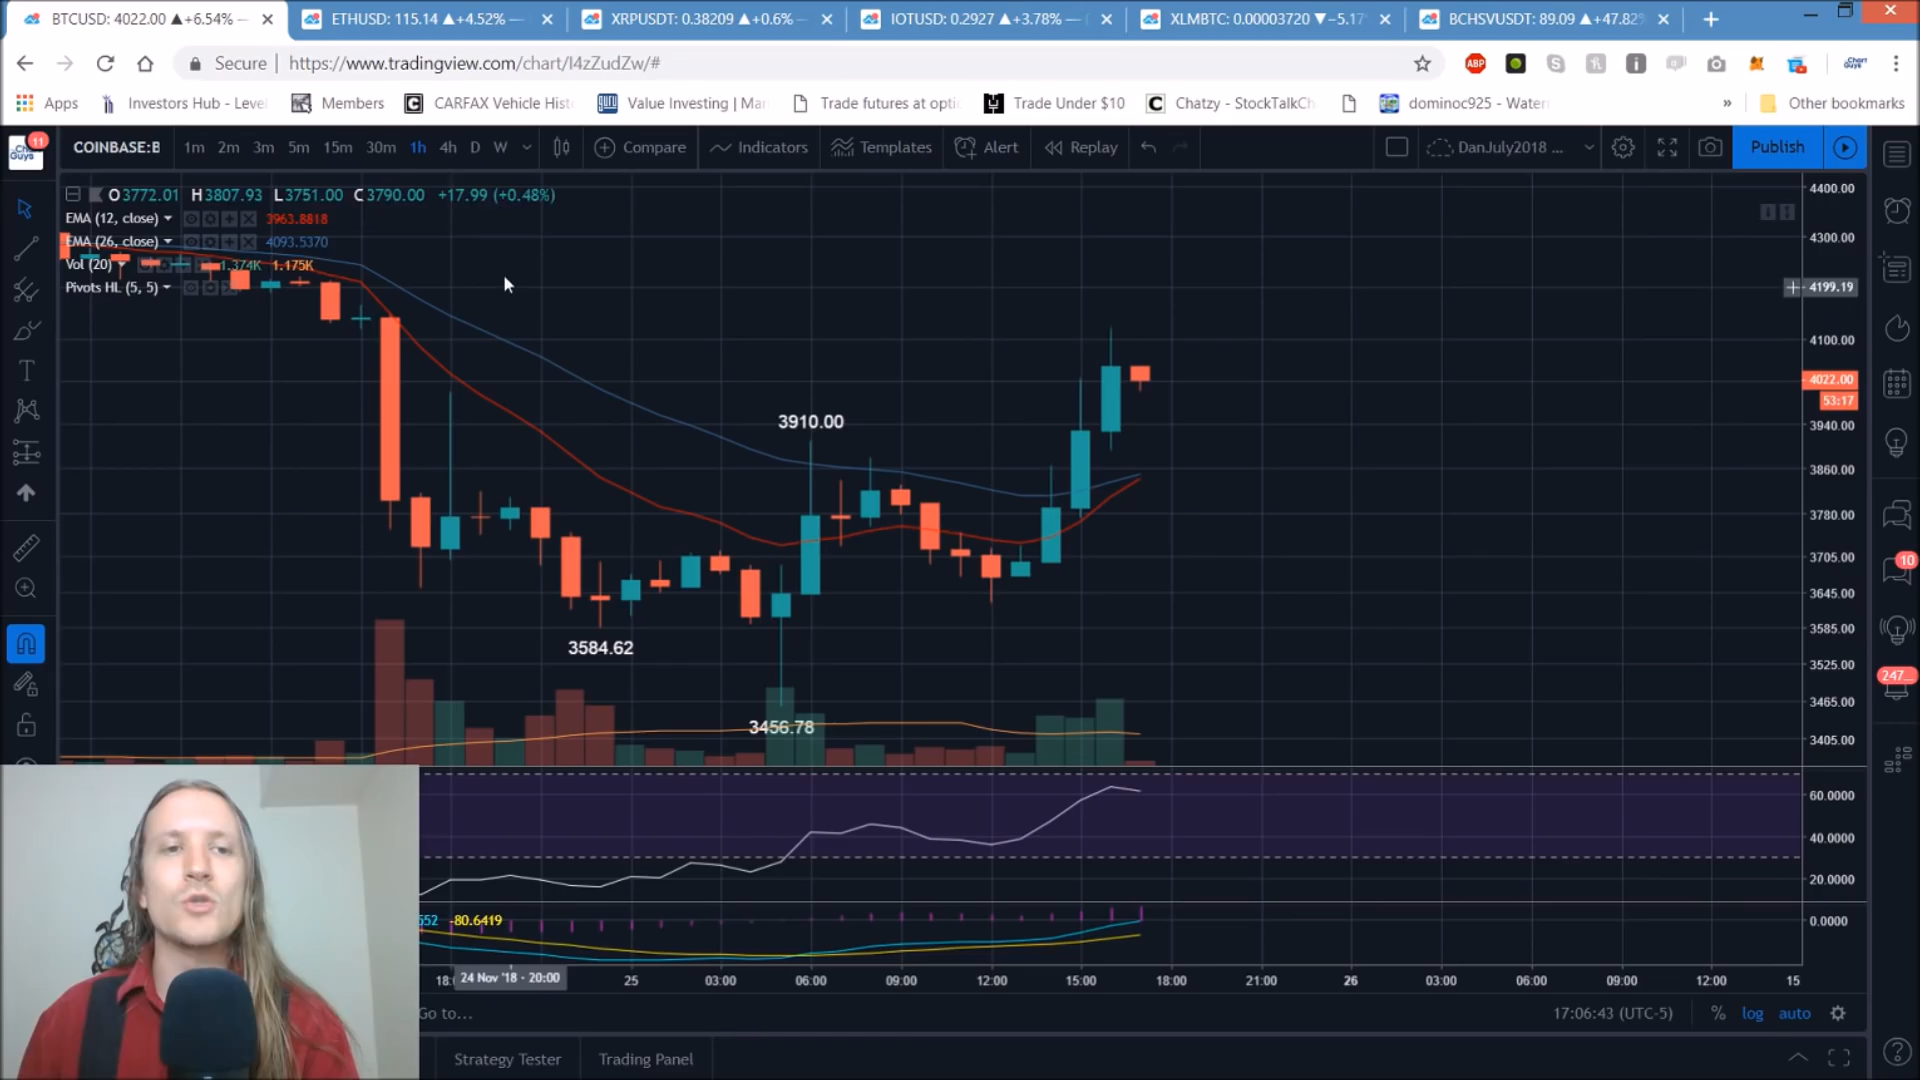 BTCUSD: 4022.00 ▲+6.54% —
ETHUSD: 115.14 ▲+4.52% —
XRPUSDT: 0.38209 ▲+0.6% —
IOTUSD: 0.2927 ▲+3.78% —
XLMBTC: 0.00003720 ▼−5.17
BCHSVUSDT: 89.09 ▲+47.82%
Secure
https://www.tradingview.com/chart/I4zZudZw/#
ABP
Apps
Investors Hub - Level
Members
CARFAX Vehicle Hist
Value Investing | Mar
Trade futures at optic
Trade Under $10
Chatzy - StockTalkCh
dominoc925 - Water
»
Other bookmarks
11
COINBASE:B
1m 2m 3m 5m 15m 30m 1h 4h D W
Compare
Indicators
Templates
Alert
Replay
DanJuly2018 ...
Publish
O3772.01 H3807.93 L3751.00 C3790.00 +17.99 (+0.48%)
EMA (12, close) 3963.8818
EMA (26, close) 4093.5370
Vol (20) 1.374K 1.175K
Pivots HL (5, 5)
3910.00
3584.62
3456.78
4400.00
4300.00
4199.19
4100.00
4022.00
53:17
3940.00
3860.00
3780.00
3705.00
3645.00
3585.00
3525.00
3465.00
3405.00
60.0000
40.0000
20.0000
0.0000
10
247...
552 -80.6419
18: 24 Nov '18 - 20:00 25 03:00 06:00 09:00 12:00 15:00 18:00 21:00 26 03:00 06:00 09:00 12:00 15
Go to...
17:06:43 (UTC-5) % log auto
Strategy Tester
Trading Panel